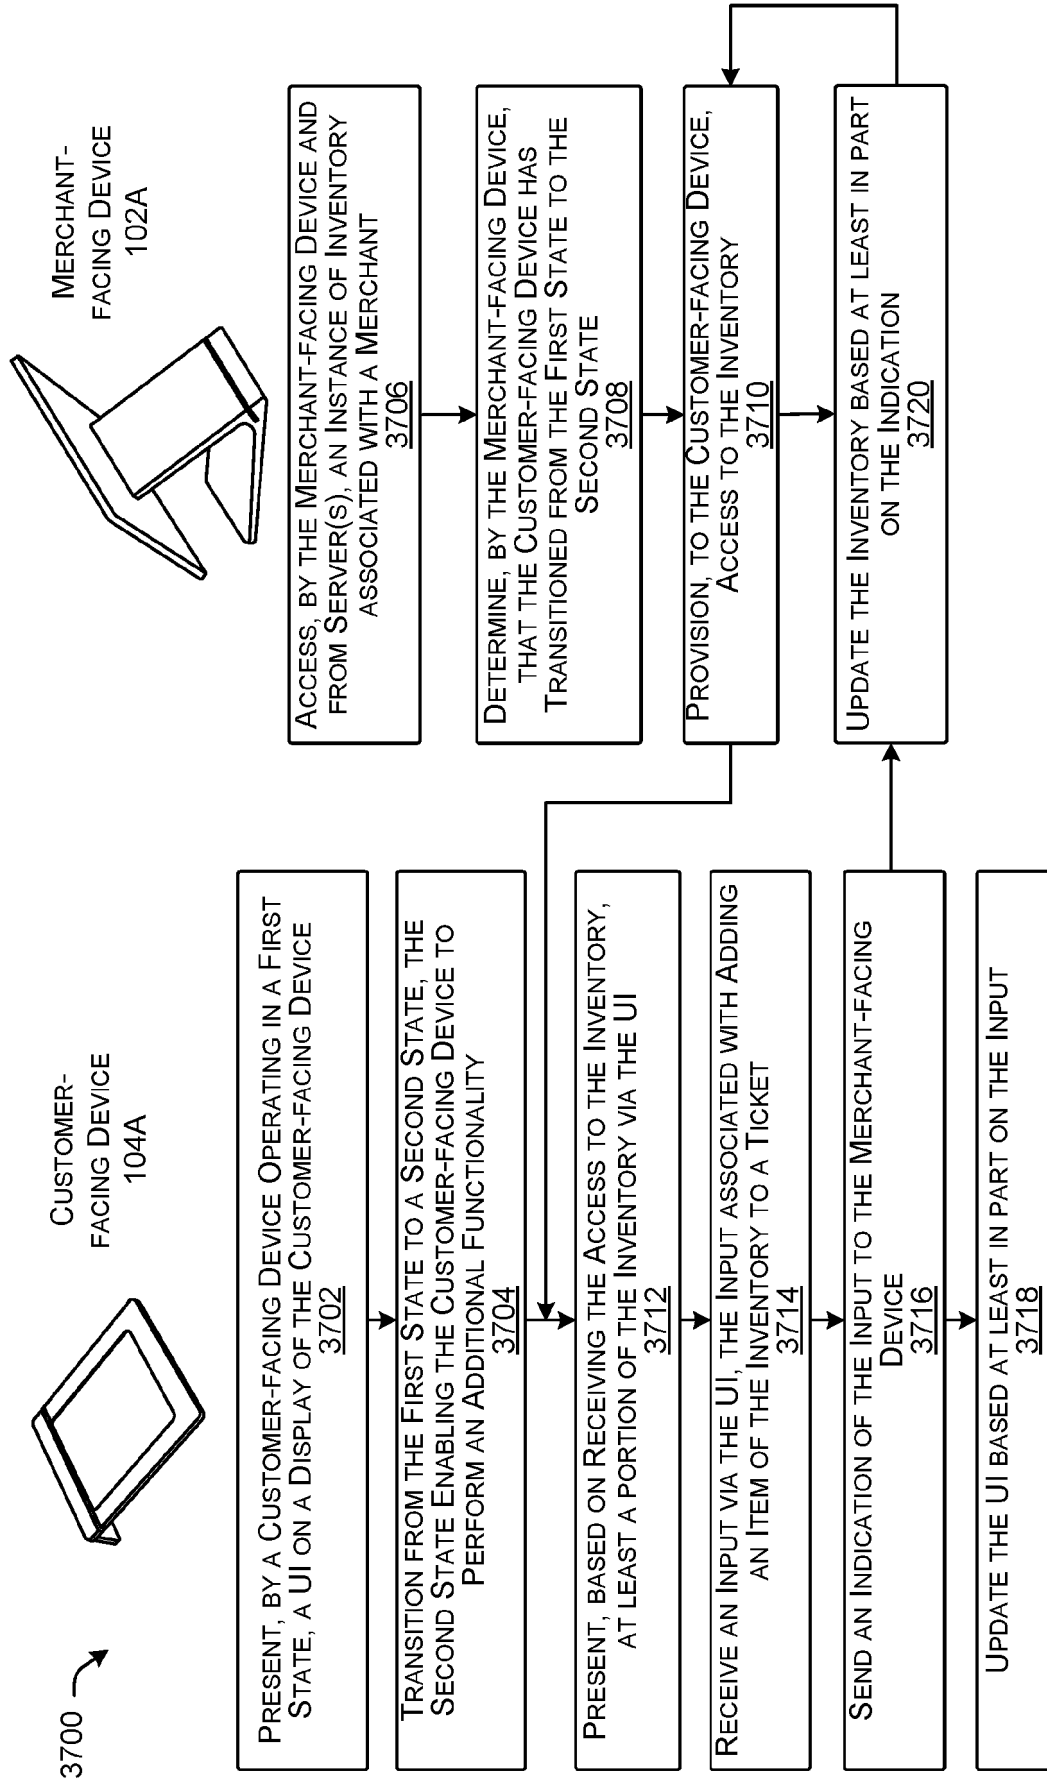 3700
CUSTOMER-
FACING DEVICE
104A
PRESENT, BY A CUSTOMER-FACING DEVICE OPERATING IN A FIRST
STATE, A UI ON A DISPLAY OF THE CUSTOMER-FACING DEVICE
3702
TRANSITION FROM THE FIRST STATE TO A SECOND STATE, THE
SECOND STATE ENABLING THE CUSTOMER-FACING DEVICE TO
PERFORM AN ADDITIONAL FUNCTIONALITY
3704
PRESENT, BASED ON RECEIVING THE ACCESS TO THE INVENTORY,
AT LEAST A PORTION OF THE INVENTORY VIA THE UI
3712
RECEIVE AN INPUT VIA THE UI, THE INPUT ASSOCIATED WITH ADDING
AN ITEM OF THE INVENTORY TO A TICKET
3714
SEND AN INDICATION OF THE INPUT TO THE MERCHANT-FACING
DEVICE
3716
UPDATE THE UI BASED AT LEAST IN PART ON THE INPUT
3718
MERCHANT-
FACING DEVICE
102A
ACCESS, BY THE MERCHANT-FACING DEVICE AND
FROM SERVER(S), AN INSTANCE OF INVENTORY
ASSOCIATED WITH A MERCHANT
3706
DETERMINE, BY THE MERCHANT-FACING DEVICE,
THAT THE CUSTOMER-FACING DEVICE HAS
TRANSITIONED FROM THE FIRST STATE TO THE
SECOND STATE
3708
PROVISION, TO THE CUSTOMER-FACING DEVICE,
ACCESS TO THE INVENTORY
3710
UPDATE THE INVENTORY BASED AT LEAST IN PART
ON THE INDICATION
3720